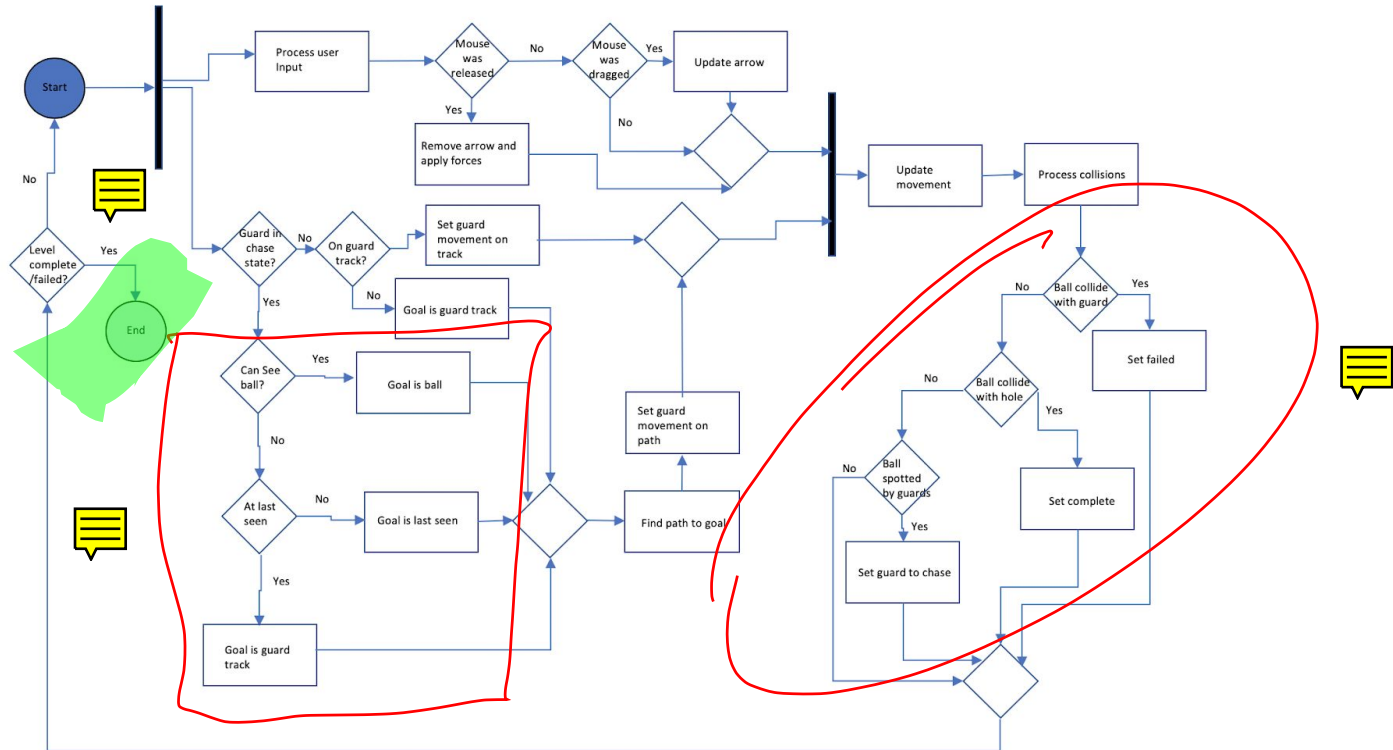 Start
Process user
Input
Mouse
was
released
No
Mouse
was
dragged
Yes
Update arrow
Yes
No
Remove arrow and
apply forces
Update
movement
Process collisions
No
Level
complete
/failed?
Yes
End
Guard in
chase
state?
No
On guard
track?
Set guard
movement on
track
Yes
No
Goal is guard track
Can See
ball?
Yes
Goal is ball
No
At last
seen
No
Goal is last seen
Yes
Goal is guard
track
Set guard
movement on
path
Find path to goal
No
Ball collide
with guard
Yes
Set failed
No
Ball collide
with hole
Yes
Set complete
No
Ball
spotted
by guards
Yes
Set guard to chase